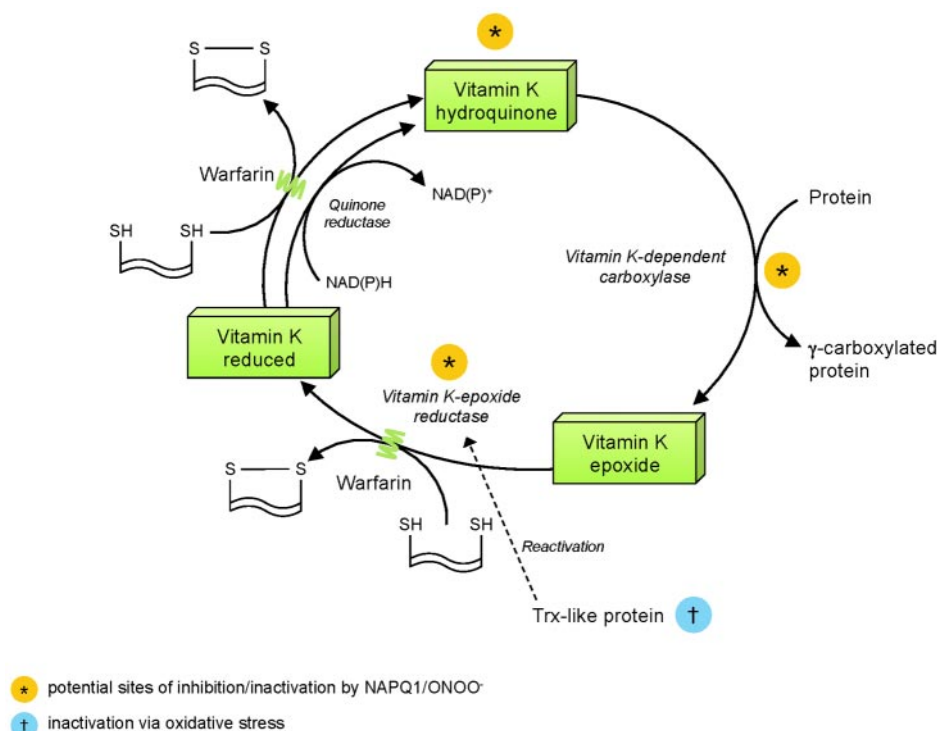 *
S S
Vitamin K
hydroquinone
Warfarin
NAD(P)⁺
Quinone
reductase
Protein
SH SH
Vitamin K-dependent
carboxylase
*
NAD(P)H
Vitamin K
reduced
γ-carboxylated
protein
*
Vitamin K-epoxide
reductase
Vitamin K
epoxide
S S
Warfarin
SH SH
Reactivation
Trx-like protein †
* potential sites of inhibition/inactivation by NAPQ1/ONOO⁻
† inactivation via oxidative stress